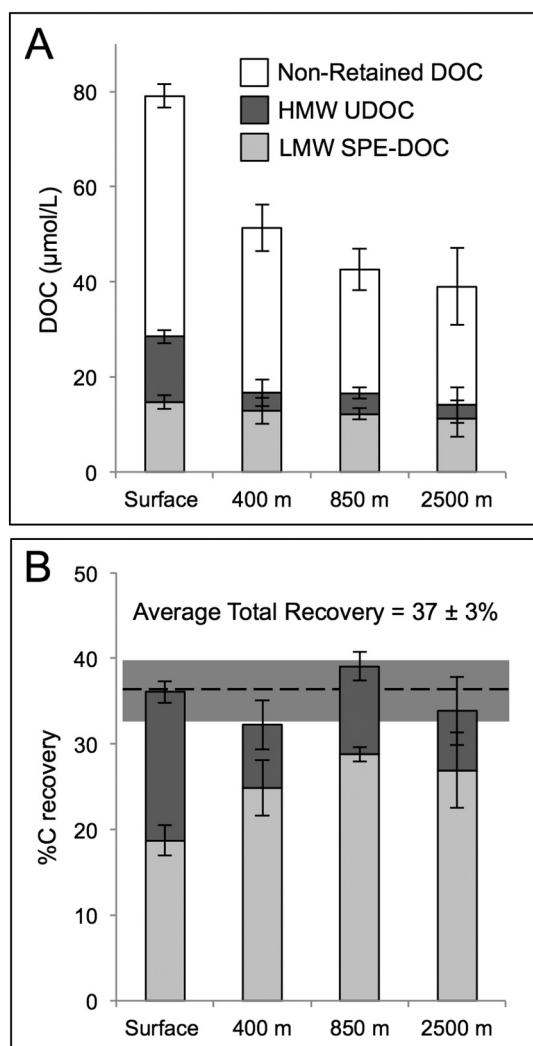 A
Non-Retained DOC
HMW UDOC
LMW SPE-DOC
DOC (µmol/L)
80
60
40
20
0
Surface 400 m 850 m 2500 m
B
Average Total Recovery = 37 ± 3%
%C recovery
50
40
30
20
10
0
Surface 400 m 850 m 2500 m